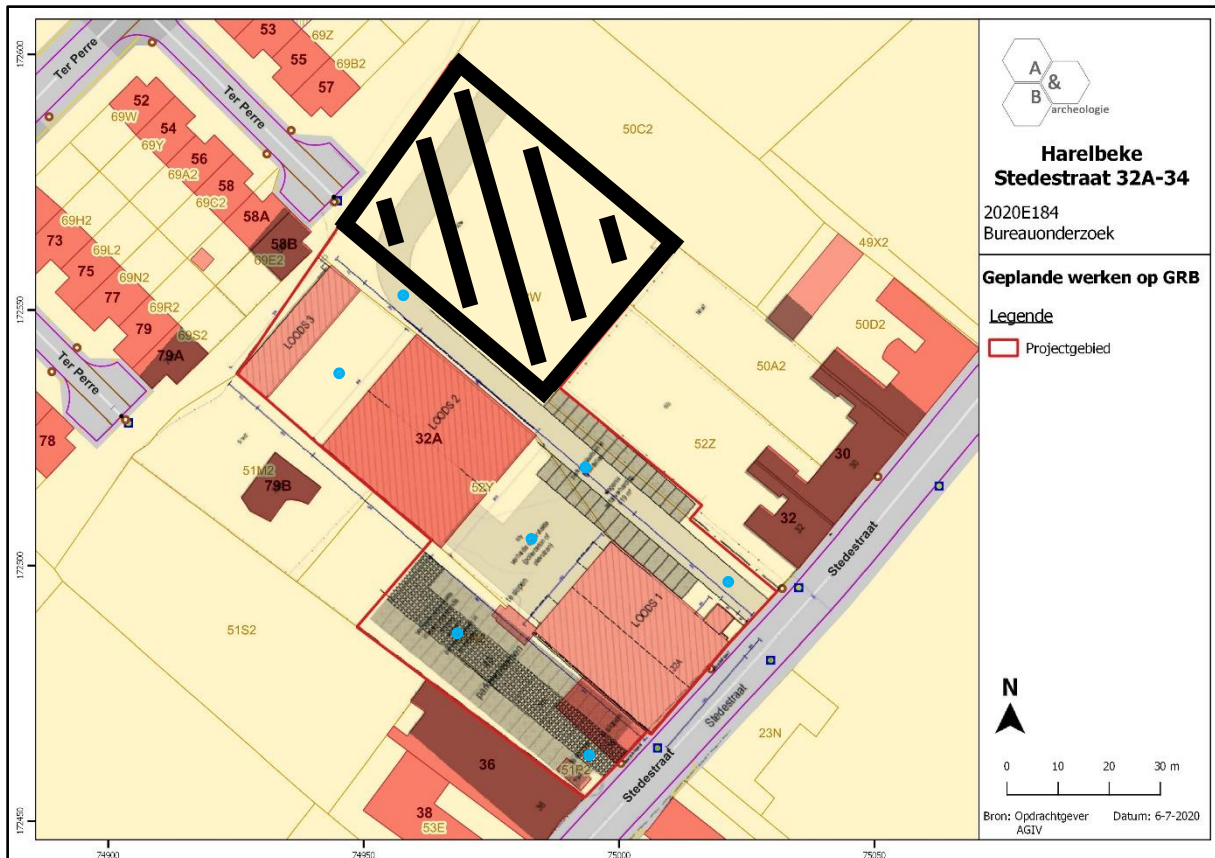 172600
172550
172500
172450
74900
74950
75000
75050
Ter Perre
Ter Perre
Ter Perre
53
55
57
69Z
69B2
52
54
56
58
58A
58B
69W
69Y
69A2
69C2
69E2
73
75
77
79
79A
78
69H2
69L2
69N2
69R2
69S2
50C2
49X2
50D2
50A2
52Z
30
30
32
32
LOODS 3
LOODS 2
32A
52Y
LOODS 1
51M2
79B
51S2
51P2
36
36
38
53E
23N
Stedestraat
Stedestraat
Stedestraat
A & B
archeologie
Harelbeke
Stedestraat 32A-34
2020E184
Bureauonderzoek
Geplande werken op GRB
Legende
Projectgebied
N
0 10 20 30 m
Bron: Opdrachtgever Datum: 6-7-2020
AGIV